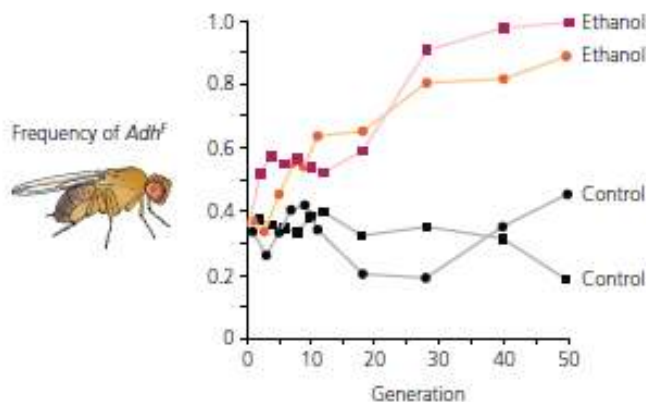 Frequency of Adhᶠ
1.0
0.8
0.6
0.4
0.2
0
0 10 20 30 40 50
Generation
Ethanol
Ethanol
Control
Control